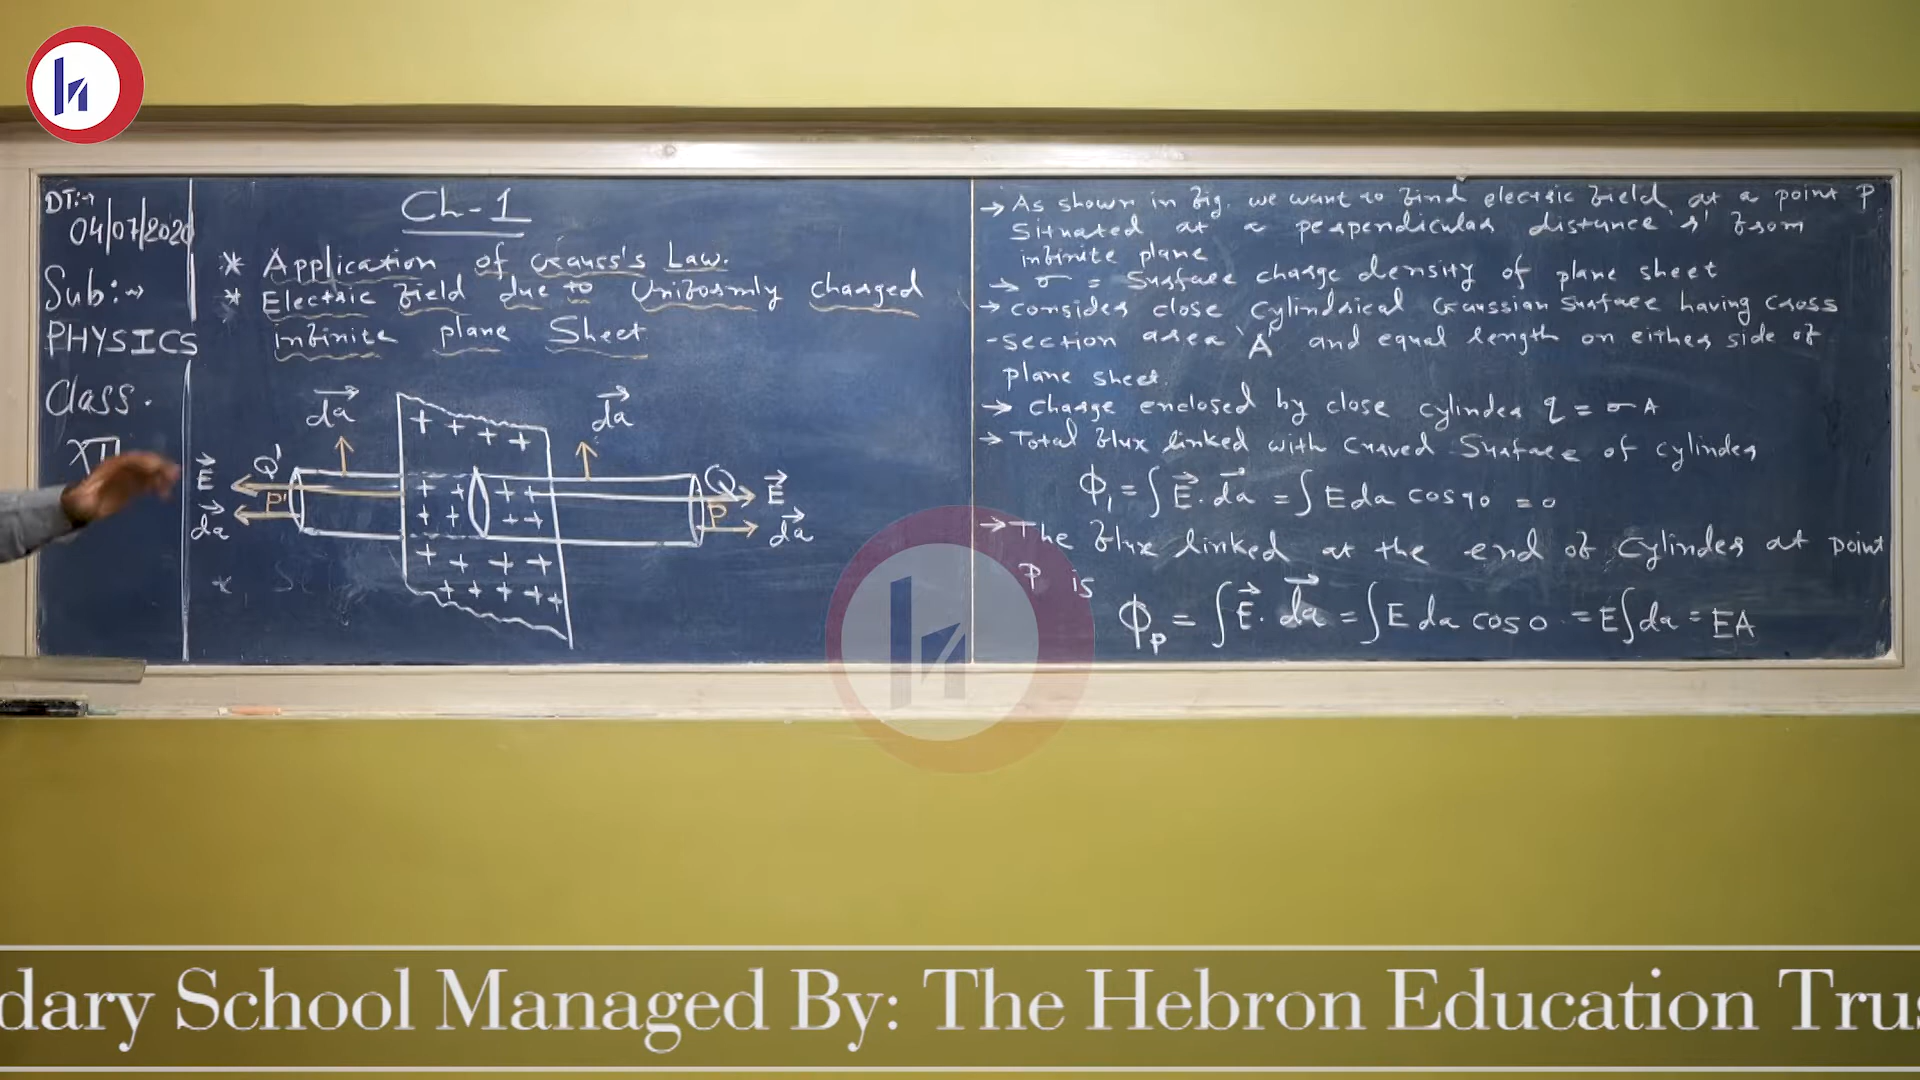 DT:→
04/07/2020
Sub:→
PHYSICS
Class.
XII
Ch-1
* Application of Gauss's Law.
* Electric field due to Uniformly charged
infinite plane Sheet
da da
E Q' Q E
P' P
da da
→ As shown in fig. we want to find electric field at a point P
Situated at a perpendicular distance 'r' from
infinite plane
→ σ = Surface charge density of plane sheet
→ consider close cylindrical Gaussian surface having cross
-section area 'A' and equal length on either side of
plane sheet.
→ charge enclosed by close cylinder q = σA
→ Total flux linked with curved Surface of cylinder
Φ₁ = ∫ E⃗. da⃗ = ∫ E da cos90 = 0
→ The flux linked at the end of cylinder at point
P is
Φp = ∫ E⃗. da⃗ = ∫ E da cos0 = E∫da = EA
dary School Managed By: The Hebron Education Trus